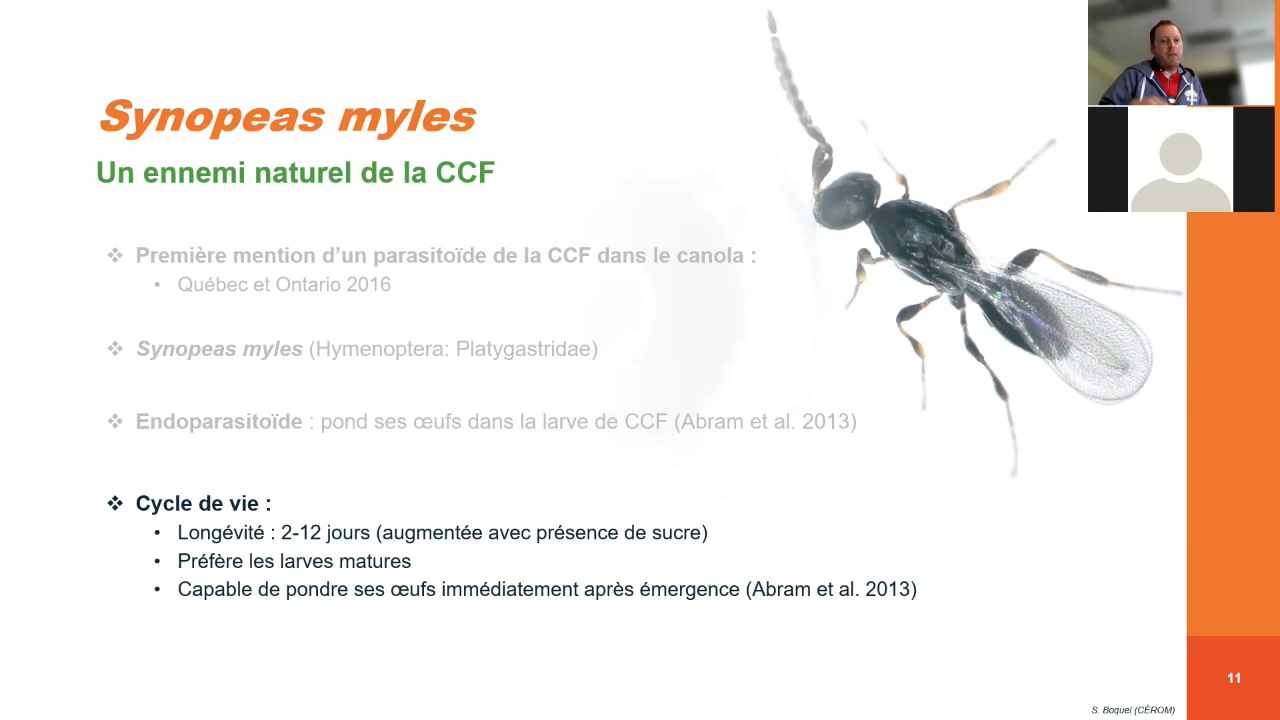 Synopeas myles
Un ennemi naturel de la CCF
❖ Première mention d’un parasitoïde de la CCF dans le canola :
• Québec et Ontario 2016
❖ Synopeas myles (Hymenoptera: Platygastridae)
❖ Endoparasitoïde : pond ses œufs dans la larve de CCF (Abram et al. 2013)
❖ Cycle de vie :
• Longévité : 2-12 jours (augmentée avec présence de sucre)
• Préfère les larves matures
• Capable de pondre ses œufs immédiatement après émergence (Abram et al. 2013)
11
S. Boquel (CÉROM)